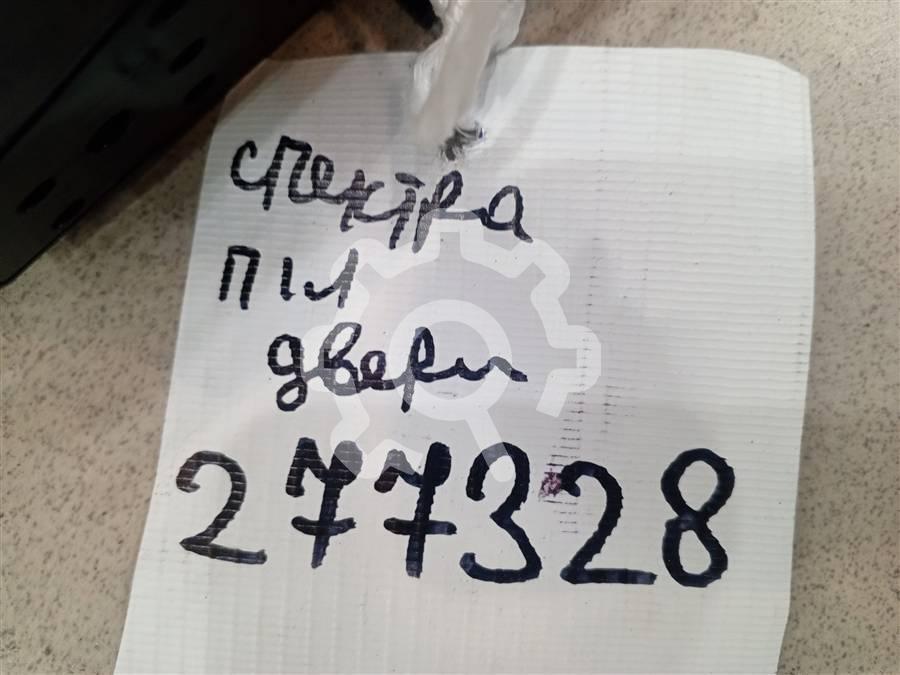 спектра
п л
двери
277328